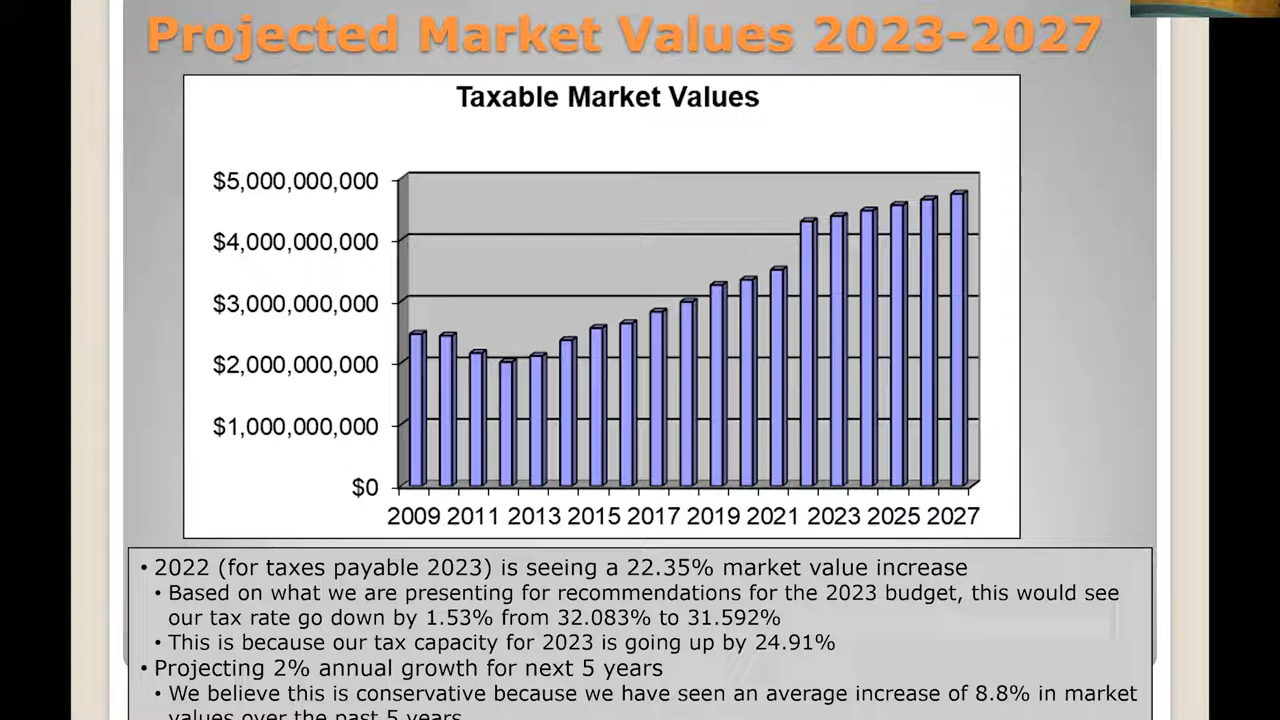 Projected Market Values 2023-2027
Taxable Market Values
$5,000,000,000
$4,000,000,000
$3,000,000,000
$2,000,000,000
$1,000,000,000
$0
2009 2011 2013 2015 2017 2019 2021 2023 2025 2027
• 2022 (for taxes payable 2023) is seeing a 22.35% market value increase
• Based on what we are presenting for recommendations for the 2023 budget, this would see
our tax rate go down by 1.53% from 32.083% to 31.592%
• This is because our tax capacity for 2023 is going up by 24.91%
• Projecting 2% annual growth for next 5 years
• We believe this is conservative because we have seen an average increase of 8.8% in market
values over the past 5 years